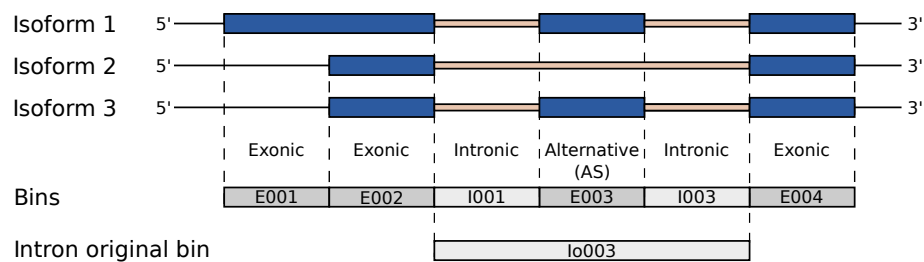 Isoform 1 5' 3'
Isoform 2 5' 3'
Isoform 3 5' 3'
Exonic Exonic Intronic Alternative (AS) Intronic Exonic
Bins E001 E002 I001 E003 I003 E004
Intron original bin Io003